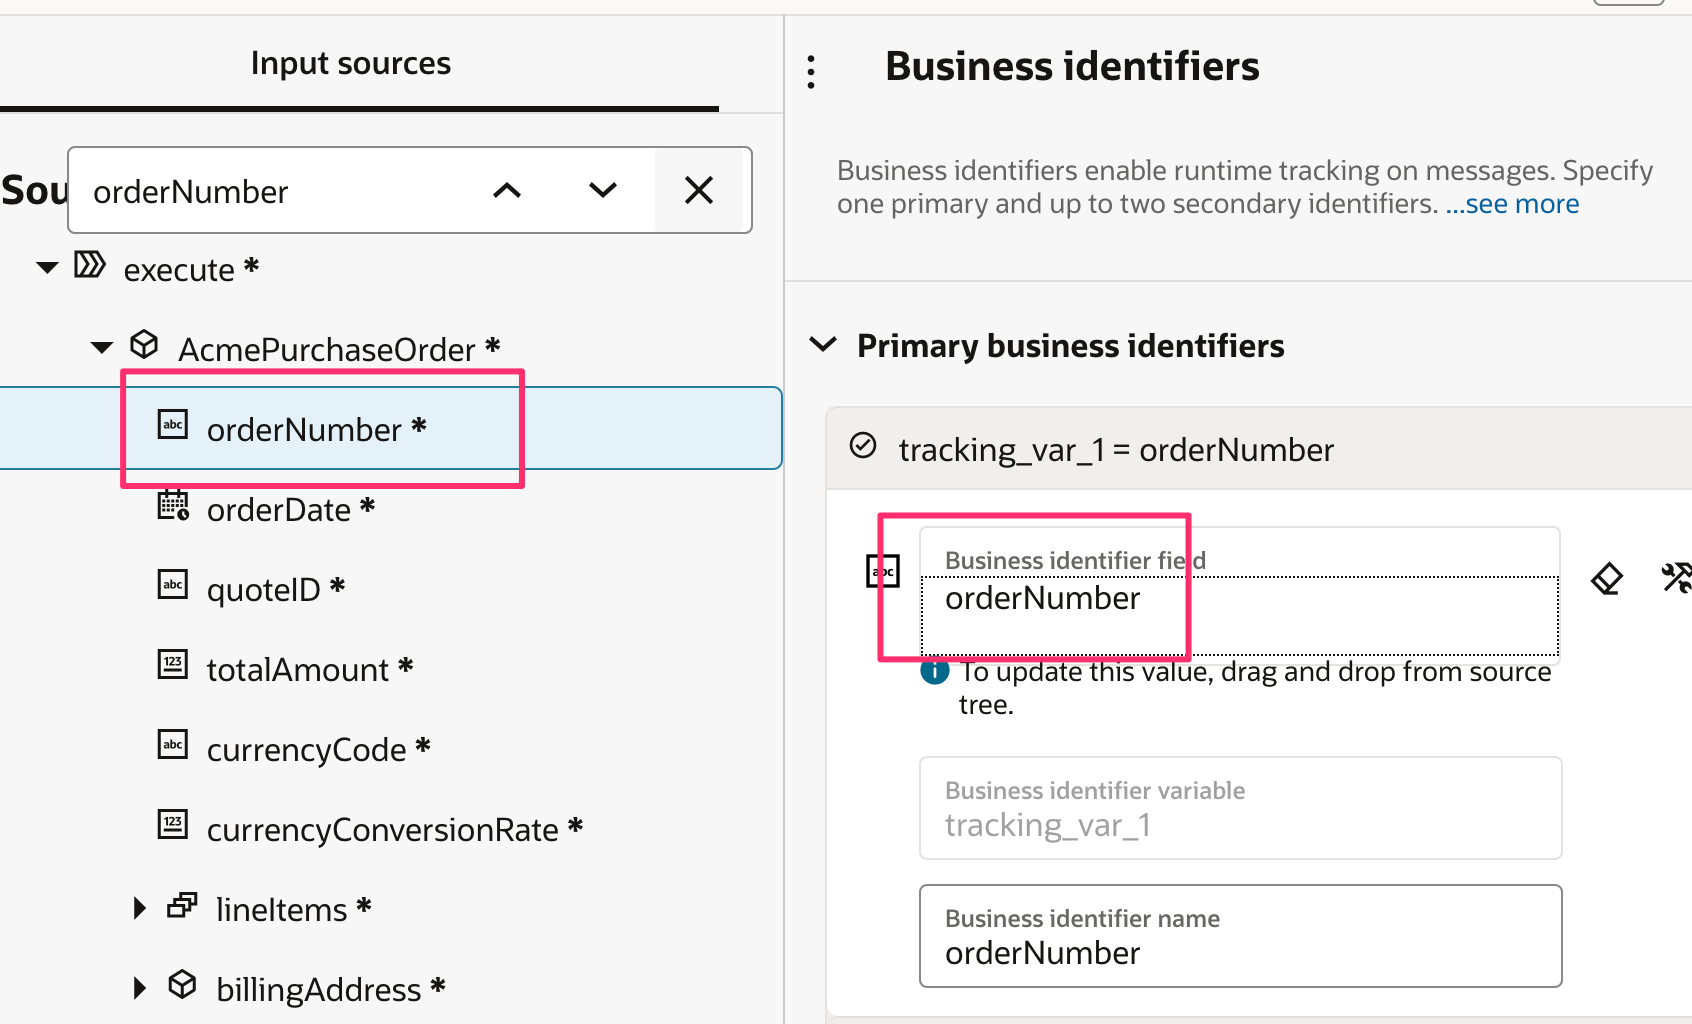 Input sources
Sou
orderNumber
execute *
AcmePurchaseOrder *
abc orderNumber *
orderDate *
abc quoteID *
123 totalAmount *
abc currencyCode *
123 currencyConversionRate *
lineItems *
billingAddress *
Business identifiers
Business identifiers enable runtime tracking on messages. Specify
one primary and up to two secondary identifiers. ...see more
Primary business identifiers
tracking_var_1 = orderNumber
abc
Business identifier field
orderNumber
i To update this value, drag and drop from source
tree.
Business identifier variable
tracking_var_1
Business identifier name
orderNumber